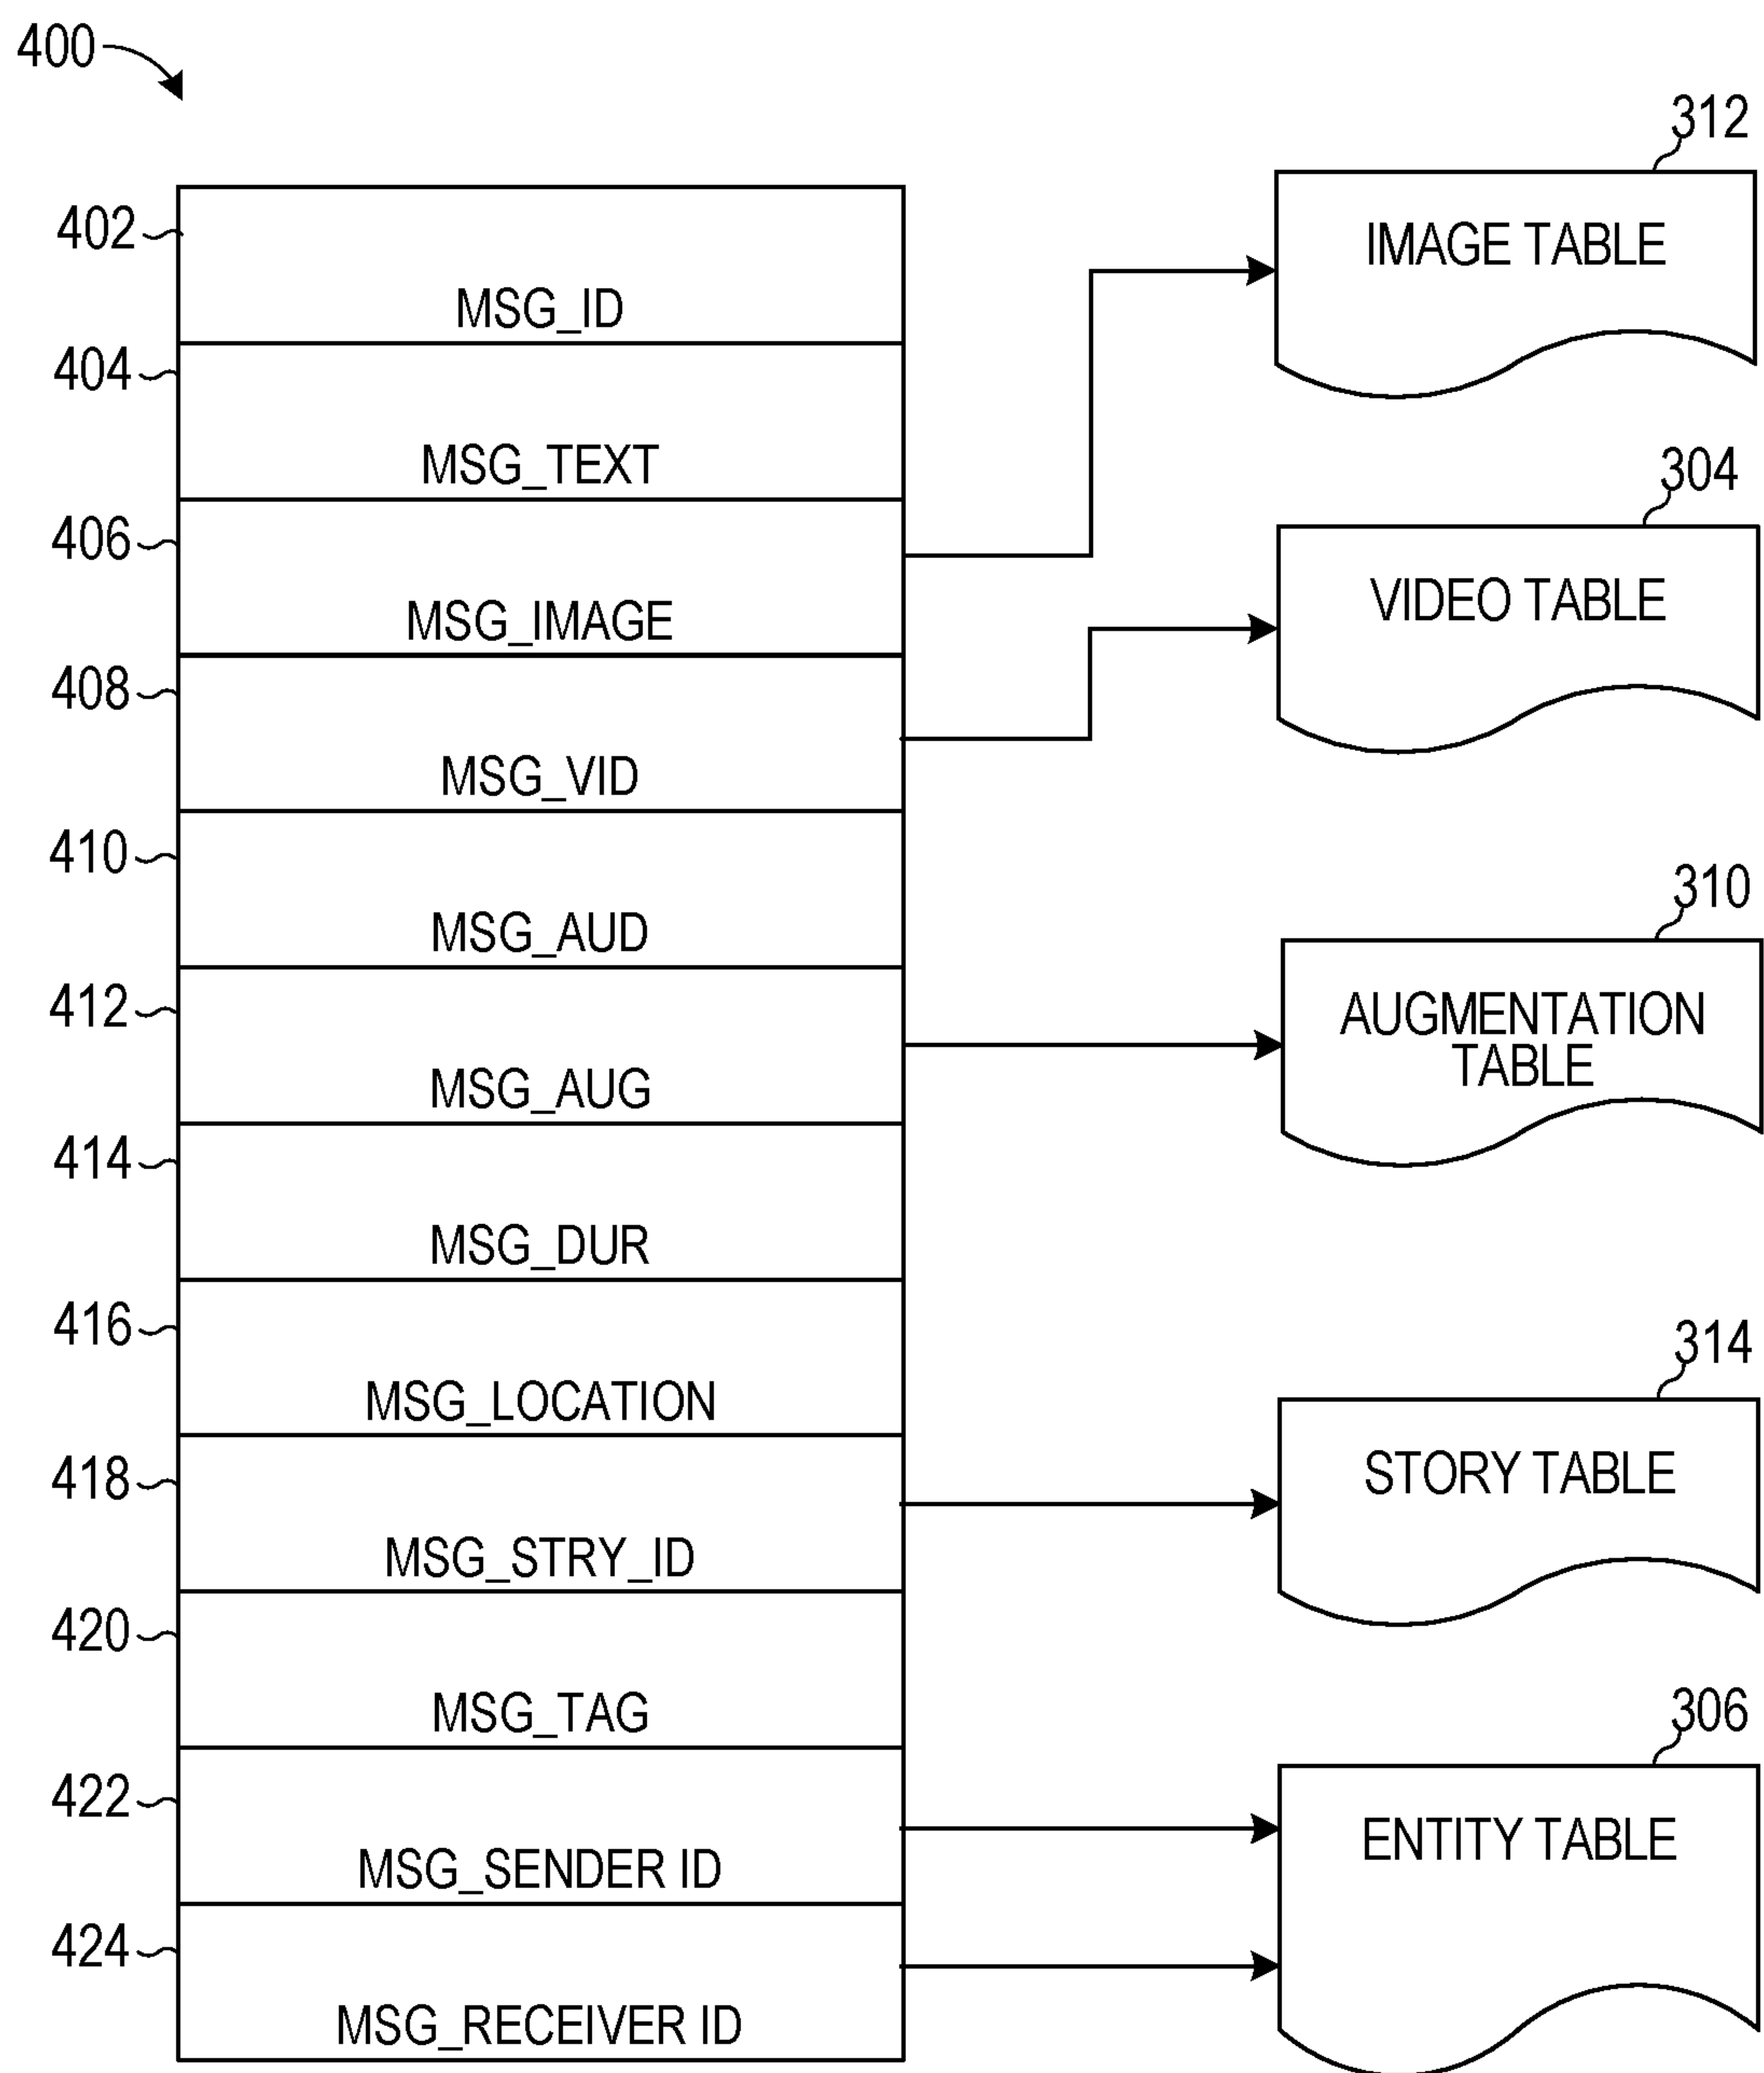 400
312
402
IMAGE TABLE
MSG_ID
404
MSG_TEXT
304
406
VIDEO TABLE
MSG_IMAGE
408
MSG_VID
410
310
MSG_AUD
412
AUGMENTATION
TABLE
MSG_AUG
414
MSG_DUR
416
314
MSG_LOCATION
418
STORY TABLE
MSG_STRY_ID
420
306
MSG_TAG
422
ENTITY TABLE
MSG_SENDER ID
424
MSG_RECEIVER ID